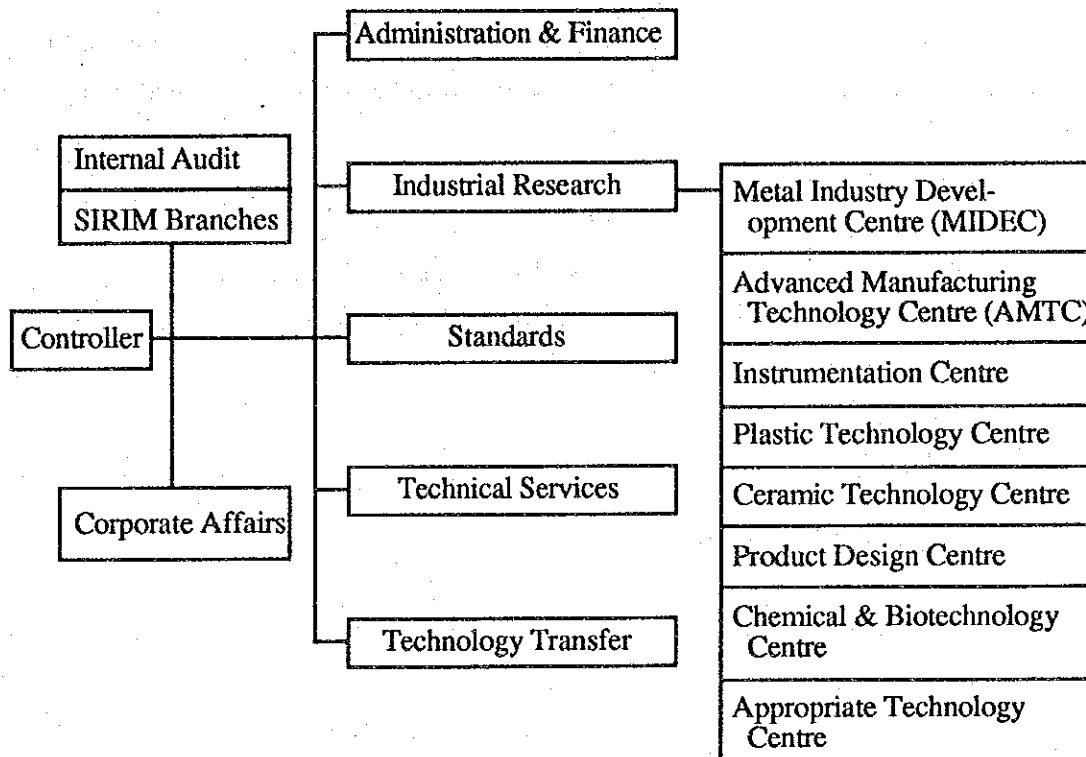 Administration & Finance
Internal Audit
SIRIM Branches
Industrial Research
Controller
Standards
Corporate Affairs
Technical Services
Technology Transfer
Metal Industry Devel-
opment Centre (MIDEC)
Advanced Manufacturing
Technology Centre (AMTC)
Instrumentation Centre
Plastic Technology Centre
Ceramic Technology Centre
Product Design Centre
Chemical & Biotechnology
Centre
Appropriate Technology
Centre